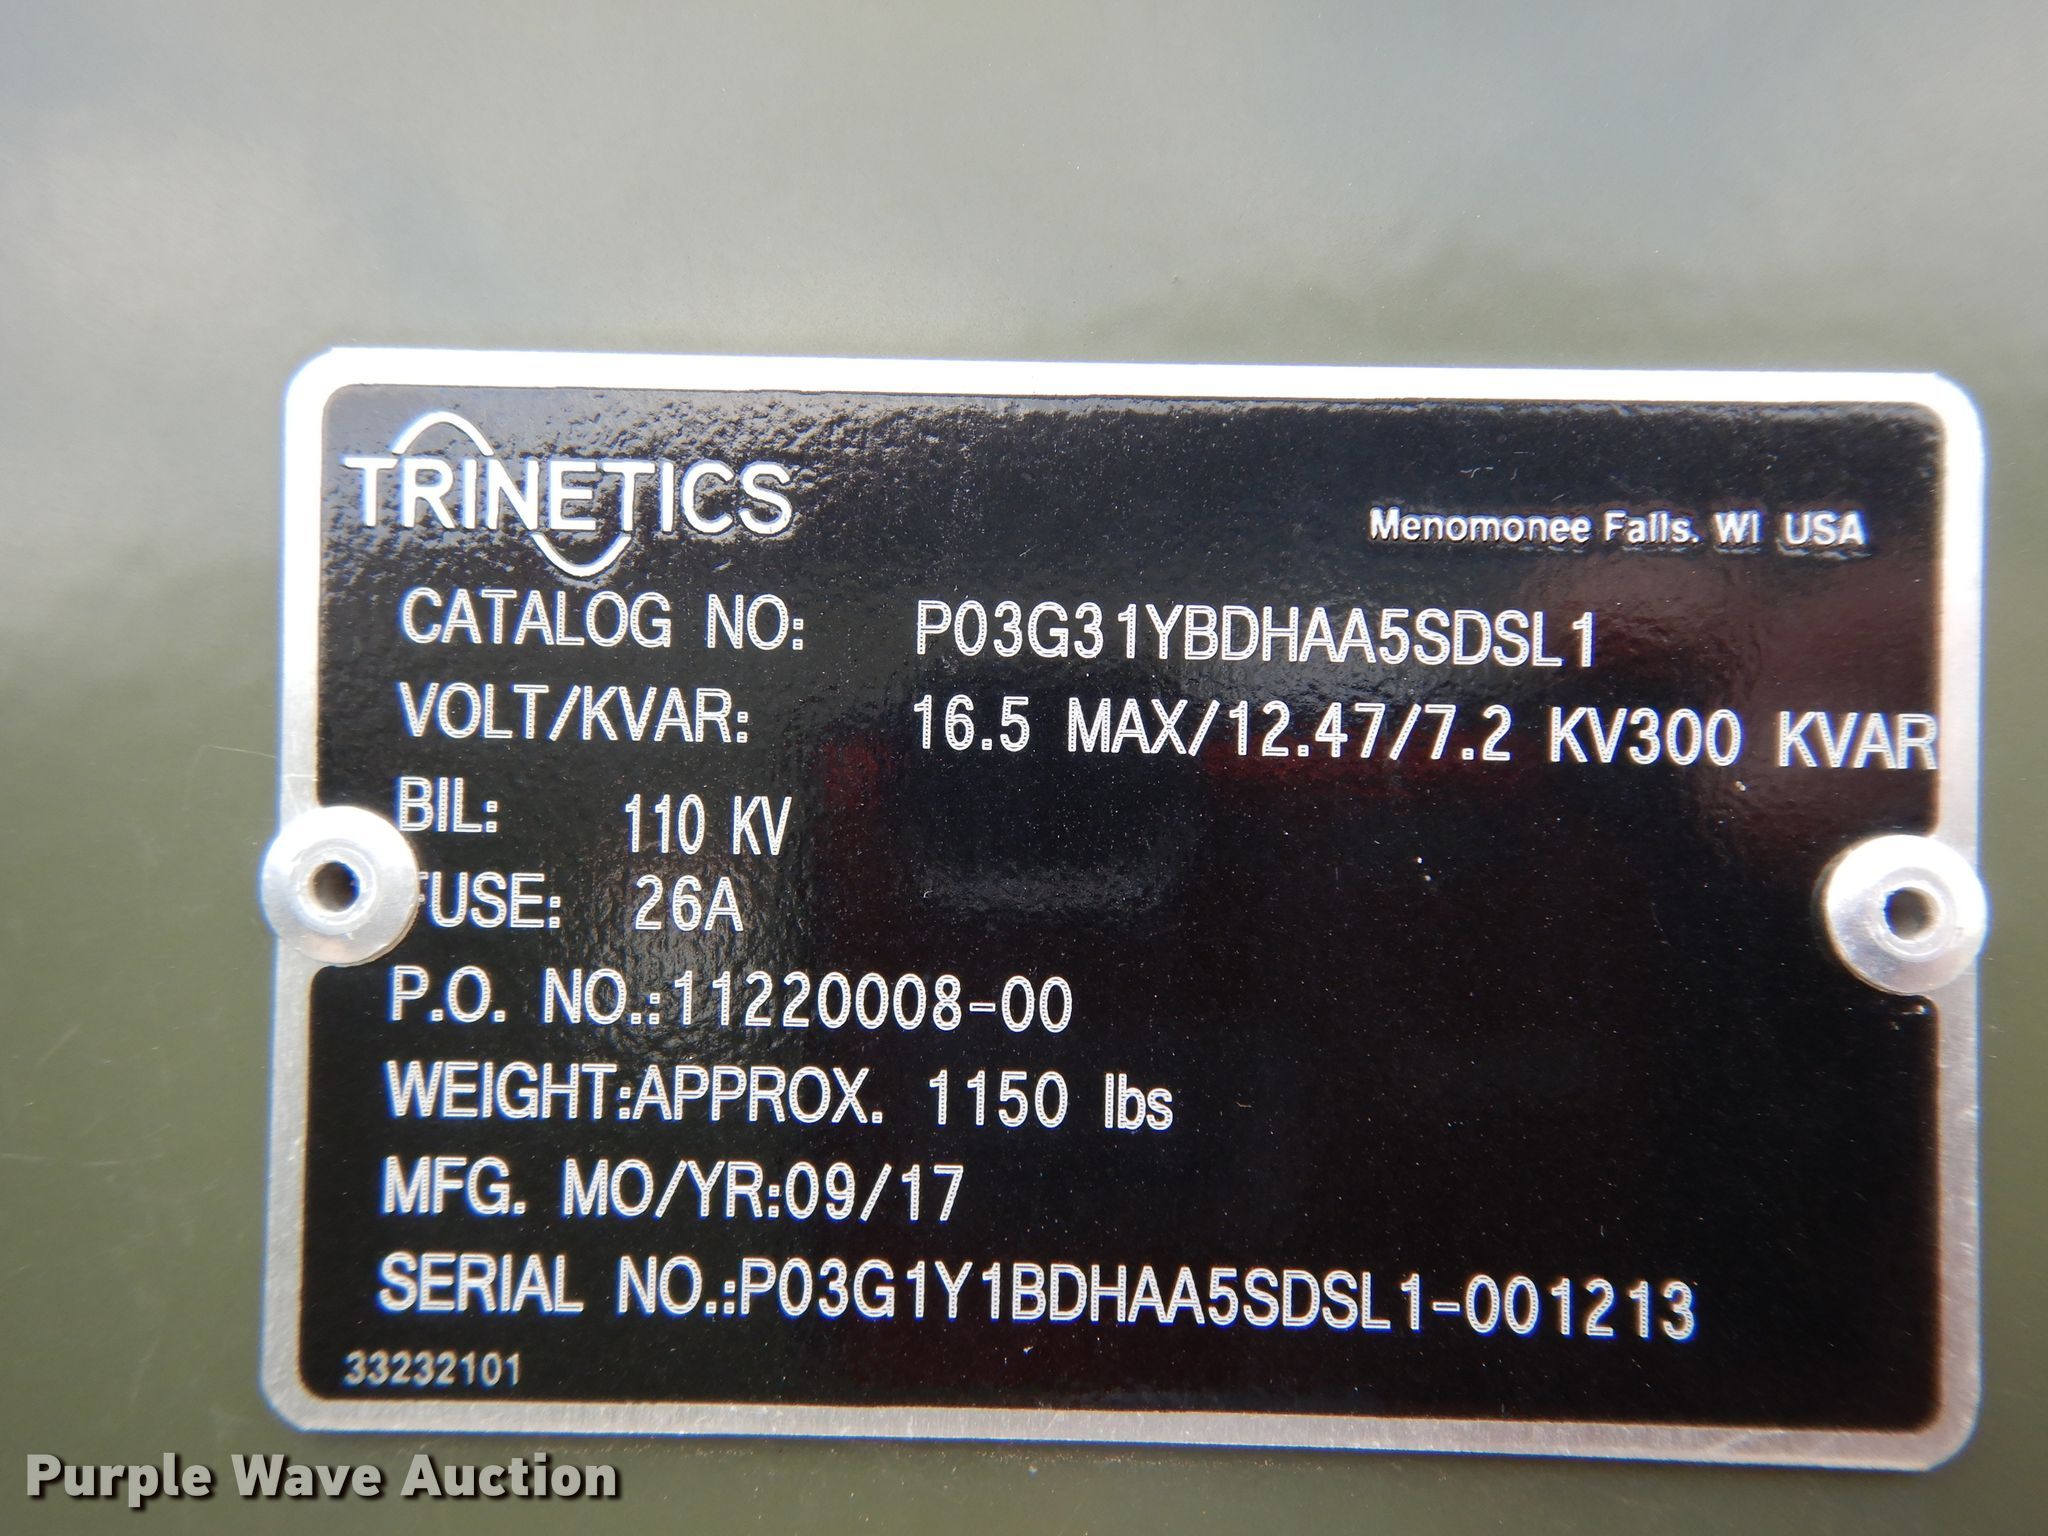 TRINETICS
Menomonee Falls. WI USA
CATALOG NO: P03G31YBDHAA5SDSL1
VOLT/KVAR: 16.5 MAX/12.47/7.2 KV300 KVAR
BIL: 110 KV
FUSE: 26A
P.O. NO.:11220008-00
WEIGHT:APPROX. 1150 lbs
MFG. MO/YR:09/17
SERIAL NO.:P03G1Y1BDHAA5SDSL1-001213
33232101
Purple Wave Auction